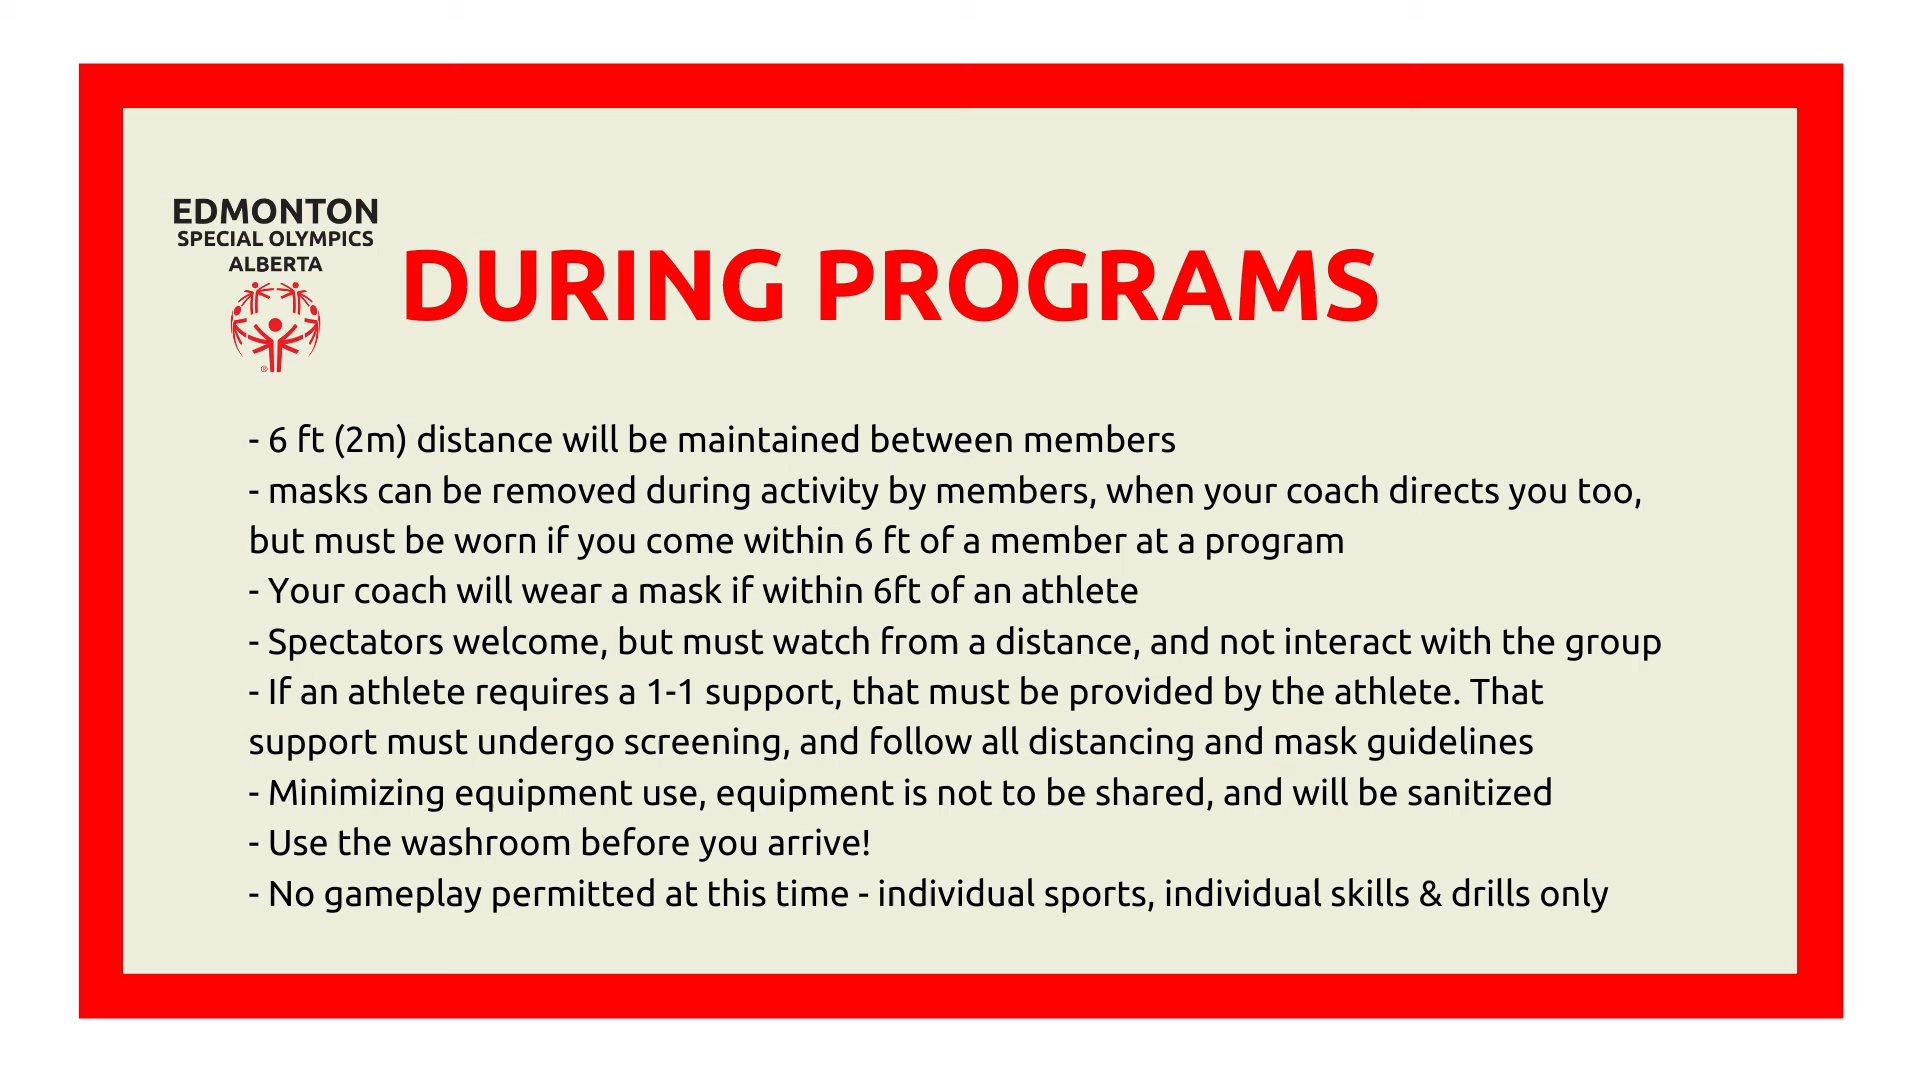 EDMONTON
SPECIAL OLYMPICS
ALBERTA
DURING PROGRAMS
- 6 ft (2m) distance will be maintained between members
- masks can be removed during activity by members, when your coach directs you too,
but must be worn if you come within 6 ft of a member at a program
- Your coach will wear a mask if within 6ft of an athlete
- Spectators welcome, but must watch from a distance, and not interact with the group
- If an athlete requires a 1-1 support, that must be provided by the athlete. That
support must undergo screening, and follow all distancing and mask guidelines
- Minimizing equipment use, equipment is not to be shared, and will be sanitized
- Use the washroom before you arrive!
- No gameplay permitted at this time - individual sports, individual skills & drills only